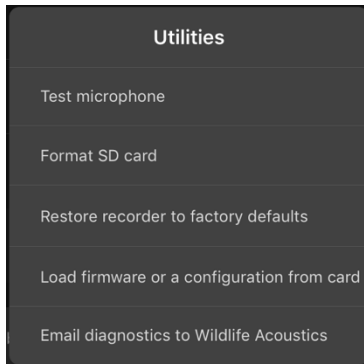 Utilities
Test microphone
Format SD card
Restore recorder to factory defaults
Load firmware or a configuration from card
Email diagnostics to Wildlife Acoustics